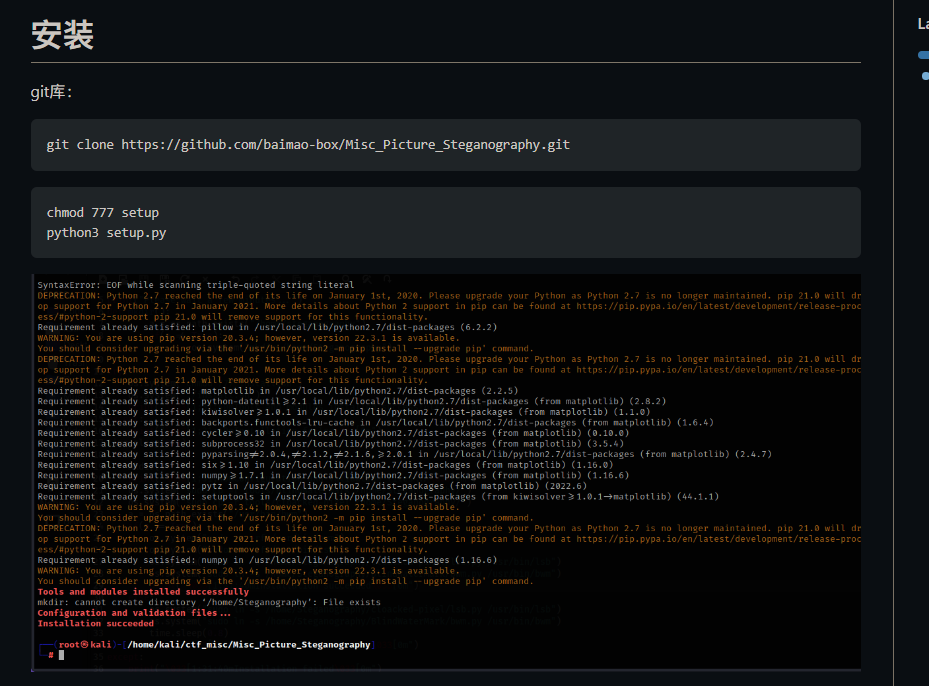 安装
La
git库:
git clone https://github.com/baimao-box/Misc_Picture_Steganography.git
chmod 777 setup
python3 setup.py
SyntaxError: EOF while scanning triple-quoted string literal
DEPRECATION: Python 2.7 reached the end of its life on January 1st, 2020. Please upgrade your Python as Python 2.7 is no longer maintained. pip 21.0 will dr
op support for Python 2.7 in January 2021. More details about Python 2 support in pip can be found at https://pip.pypa.io/en/latest/development/release-proc
ess/#python-2-support pip 21.0 will remove support for this functionality.
Requirement already satisfied: pillow in /usr/local/lib/python2.7/dist-packages (6.2.2)
WARNING: You are using pip version 20.3.4; however, version 22.3.1 is available.
You should consider upgrading via the '/usr/bin/python2 -m pip install --upgrade pip' command.
DEPRECATION: Python 2.7 reached the end of its life on January 1st, 2020. Please upgrade your Python as Python 2.7 is no longer maintained. pip 21.0 will dr
op support for Python 2.7 in January 2021. More details about Python 2 support in pip can be found at https://pip.pypa.io/en/latest/development/release-proc
ess/#python-2-support pip 21.0 will remove support for this functionality.
Requirement already satisfied: matplotlib in /usr/local/lib/python2.7/dist-packages (2.2.5)
Requirement already satisfied: python-dateutil≥2.1 in /usr/local/lib/python2.7/dist-packages (from matplotlib) (2.8.2)
Requirement already satisfied: kiwisolver≥1.0.1 in /usr/local/lib/python2.7/dist-packages (from matplotlib) (1.1.0)
Requirement already satisfied: backports.functools-lru-cache in /usr/local/lib/python2.7/dist-packages (from matplotlib) (1.6.4)
Requirement already satisfied: cycler≥0.10 in /usr/local/lib/python2.7/dist-packages (from matplotlib) (0.10.0)
Requirement already satisfied: subprocess32 in /usr/local/lib/python2.7/dist-packages (from matplotlib) (3.5.4)
Requirement already satisfied: pyparsing≠2.0.4,≠2.1.2,≠2.1.6,≥2.0.1 in /usr/local/lib/python2.7/dist-packages (from matplotlib) (2.4.7)
Requirement already satisfied: six≥1.10 in /usr/local/lib/python2.7/dist-packages (from matplotlib) (1.16.0)
Requirement already satisfied: numpy≥1.7.1 in /usr/local/lib/python2.7/dist-packages (from matplotlib) (1.16.6)
Requirement already satisfied: pytz in /usr/local/lib/python2.7/dist-packages (from matplotlib) (2022.6)
Requirement already satisfied: setuptools in /usr/local/lib/python2.7/dist-packages (from kiwisolver≥1.0.1→matplotlib) (44.1.1)
WARNING: You are using pip version 20.3.4; however, version 22.3.1 is available.
You should consider upgrading via the '/usr/bin/python2 -m pip install --upgrade pip' command.
DEPRECATION: Python 2.7 reached the end of its life on January 1st, 2020. Please upgrade your Python as Python 2.7 is no longer maintained. pip 21.0 will dr
op support for Python 2.7 in January 2021. More details about Python 2 support in pip can be found at https://pip.pypa.io/en/latest/development/release-proc
ess/#python-2-support pip 21.0 will remove support for this functionality.
Requirement already satisfied: numpy in /usr/local/lib/python2.7/dist-packages (1.16.6)
WARNING: You are using pip version 20.3.4; however, version 22.3.1 is available.
You should consider upgrading via the '/usr/bin/python2 -m pip install --upgrade pip' command.
Tools and modules installed successfully
mkdir: cannot create directory '/home/Steganography': File exists
Configuration and validation files...
Installation succeeded
(root㉿kali)-[/home/kali/ctf_misc/Misc_Picture_Steganography]
#